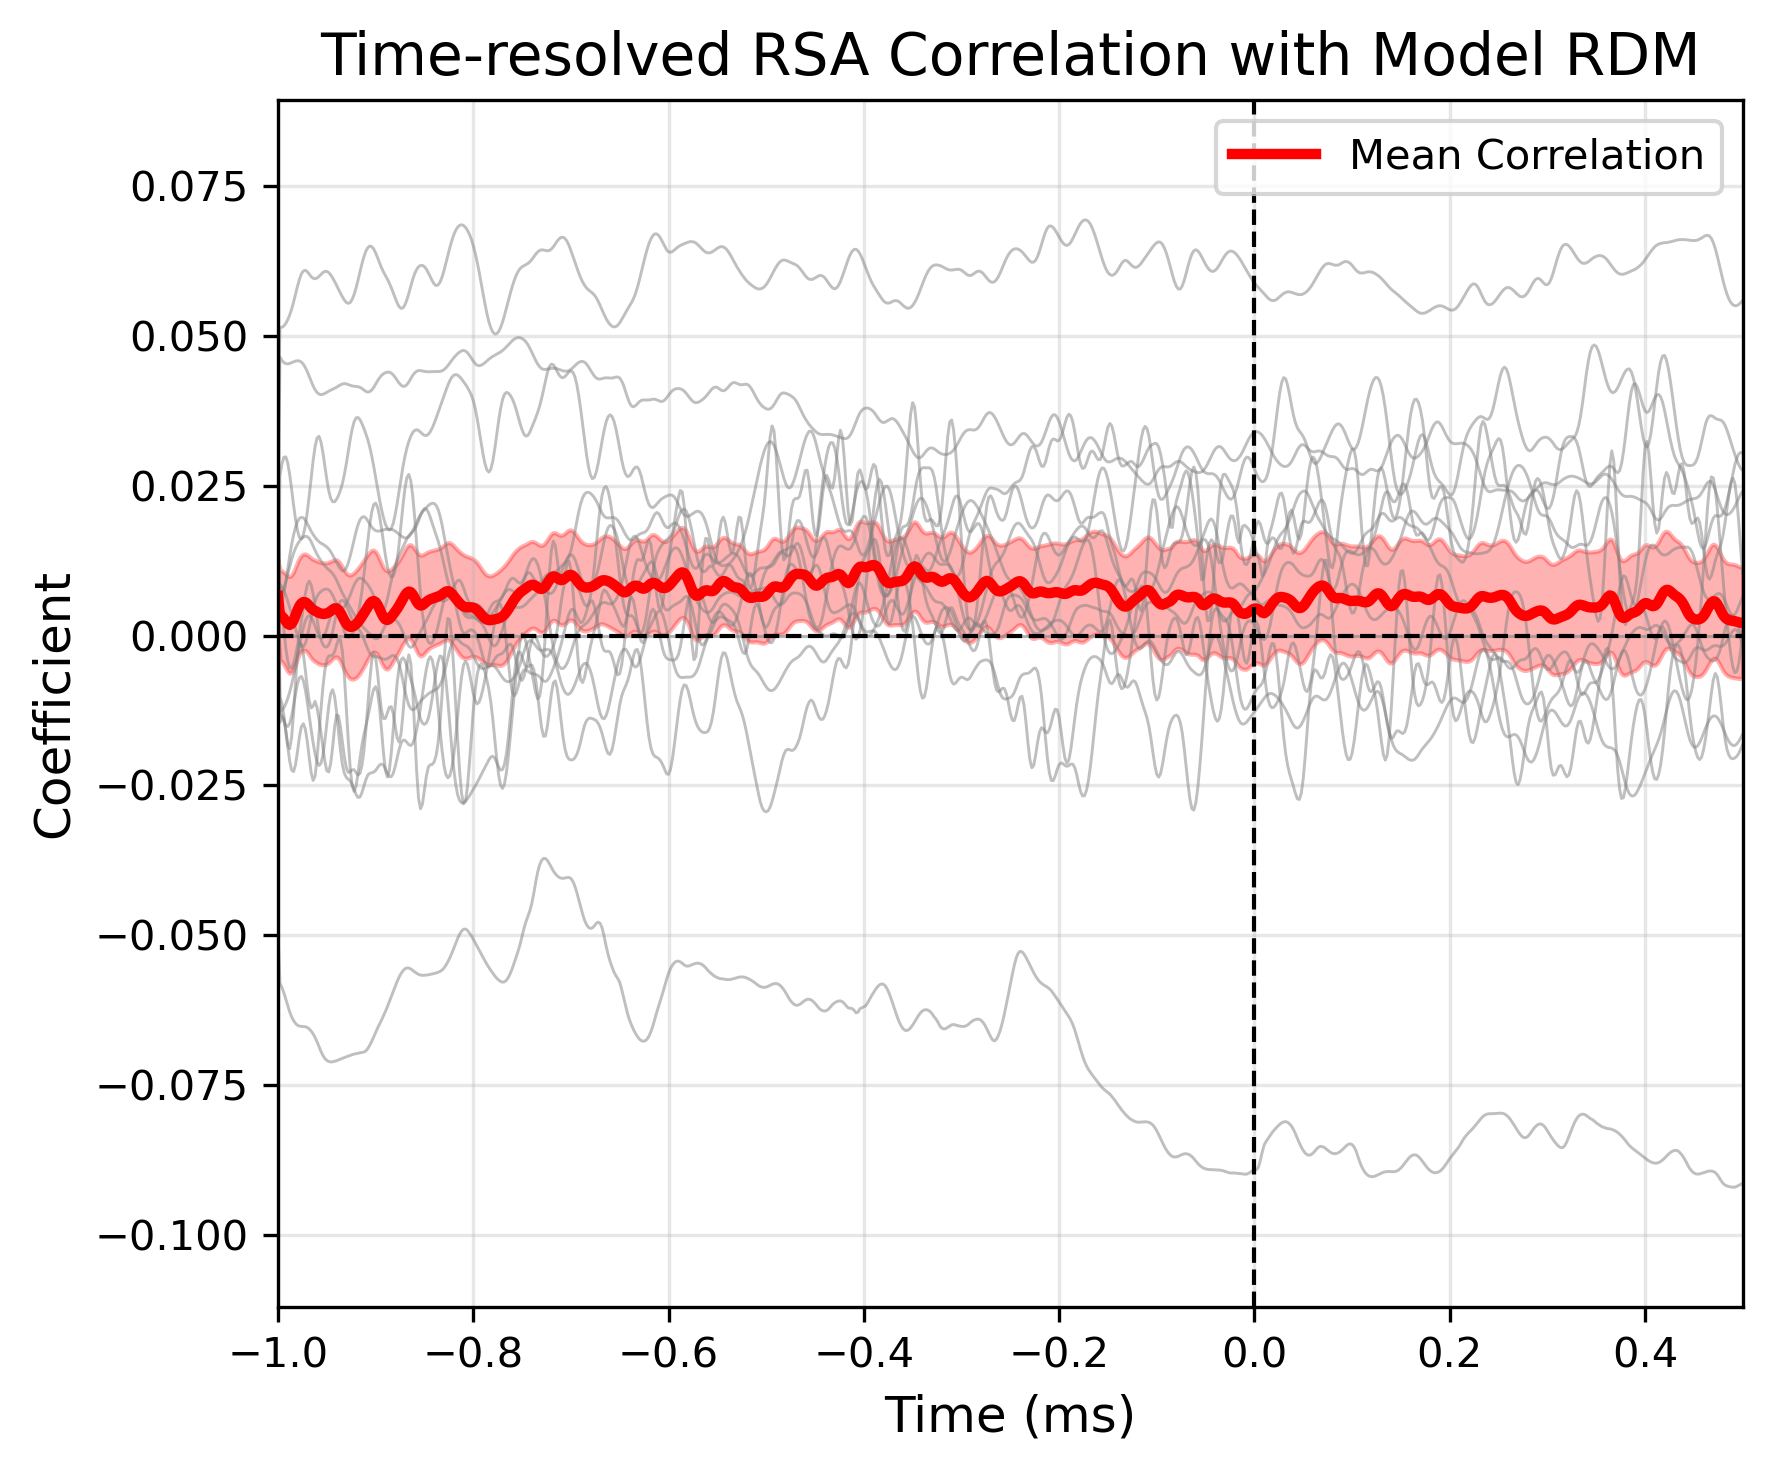 Time-resolved RSA Correlation with Model RDM
Mean Correlation
Coefficient
0.075
0.050
0.025
0.000
−0.025
−0.050
−0.075
−0.100
−1.0 −0.8 −0.6 −0.4 −0.2 0.0 0.2 0.4
Time (ms)